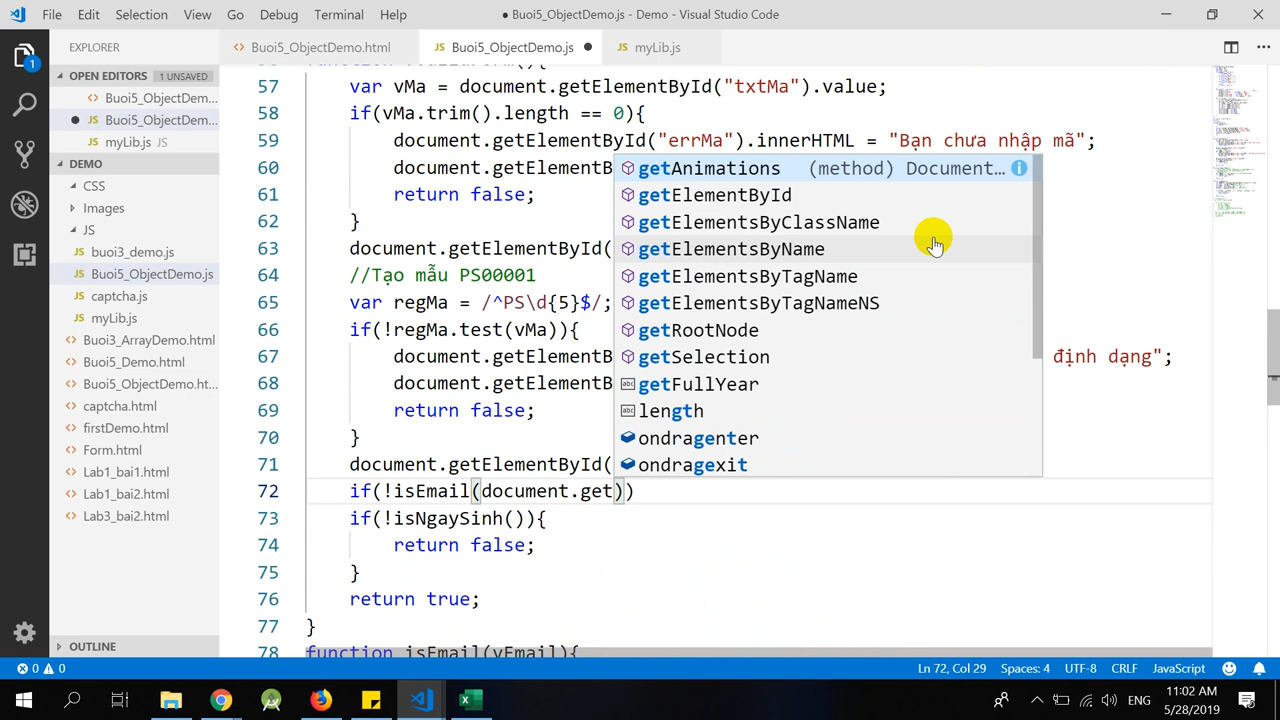 File Edit Selection View Go Debug Terminal Help
● Buoi5_ObjectDemo.js - Demo - Visual Studio Code
EXPLORER
Buoi5_ObjectDemo.html
JS Buoi5_ObjectDemo.js ●
JS myLib.js
OPEN EDITORS 1 UNSAVED
Buoi5_ObjectDem...
● Buoi5_ObjectDem...
myLib.js JS
DEMO
CSS
Images
JS
buoi3_demo.js
Buoi5_ObjectDemo.js
captcha.js
myLib.js
Buoi3_ArrayDemo.html
Buoi5_Demo.html
Buoi5_ObjectDemo.ht...
captcha.html
firstDemo.html
Form.html
Lab1_bai1.html
Lab1_bai2.html
Lab3_bai2.html
OUTLINE
57 var vMa = document.getElementById("txtMa").value;
58 if(vMa.trim().length == 0){
59 document.getElementById("errMa").innerHTML = "Bạn chưa nhập mã";
60 document.getElementB
61 return false;
62 }
63 document.getElementById(
64 //Tạo mẫu PS00001
65 var regMa = /^PS\d{5}$/;
66 if(!regMa.test(vMa)){
67 document.getElementB định dạng";
68 document.getElementB
69 return false;
70 }
71 document.getElementById(
72 if(!isEmail(document.get))
73 if(!isNgaySinh()){
74 return false;
75 }
76 return true;
77 }
78 function isEmail(vEmail){
getAnimations (method) Document...
getElementById
getElementsByClassName
getElementsByName
getElementsByTagName
getElementsByTagNameNS
getRootNode
getSelection
abc getFullYear
abc length
ondragenter
ondragexit
0 0 Ln 72, Col 29 Spaces: 4 UTF-8 CRLF JavaScript
ENG 11:02 AM
5/28/2019